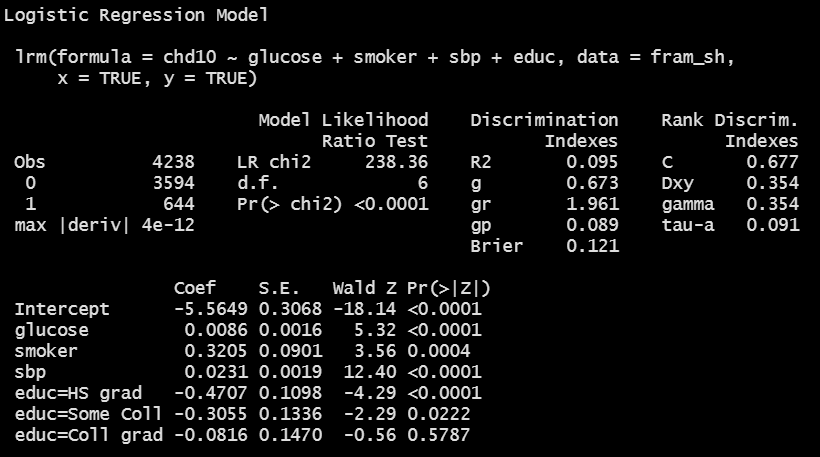 Logistic Regression Model
lrm(formula = chd10 ~ glucose + smoker + sbp + educ, data = fram_sh,
x = TRUE, y = TRUE)
Model Likelihood Discrimination Rank Discrim.
Ratio Test Indexes Indexes
Obs 4238 LR chi2 238.36 R2 0.095 C 0.677
0 3594 d.f. 6 g 0.673 Dxy 0.354
1 644 Pr(> chi2) <0.0001 gr 1.961 gamma 0.354
max |deriv| 4e-12 gp 0.089 tau-a 0.091
Brier 0.121
Coef S.E. Wald Z Pr(>|Z|)
Intercept -5.5649 0.3068 -18.14 <0.0001
glucose 0.0086 0.0016 5.32 <0.0001
smoker 0.3205 0.0901 3.56 0.0004
sbp 0.0231 0.0019 12.40 <0.0001
educ=HS grad -0.4707 0.1098 -4.29 <0.0001
educ=Some Coll -0.3055 0.1336 -2.29 0.0222
educ=Coll grad -0.0816 0.1470 -0.56 0.5787